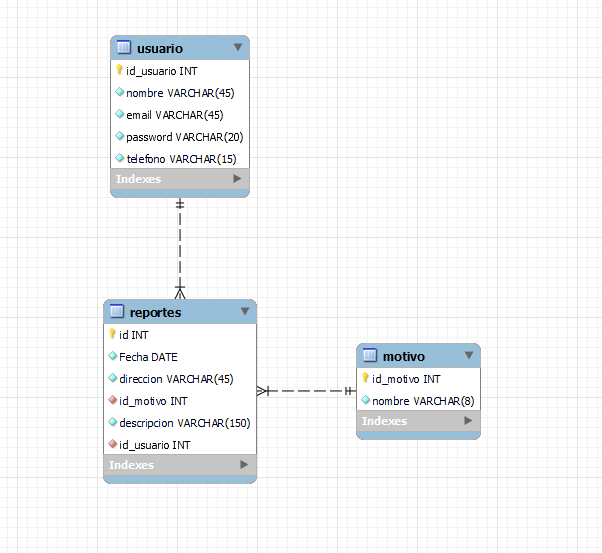 usuario
id_usuario INT
nombre VARCHAR(45)
email VARCHAR(45)
password VARCHAR(20)
telefono VARCHAR(15)
Indexes
reportes
id INT
Fecha DATE
direccion VARCHAR(45)
id_motivo INT
descripcion VARCHAR(150)
id_usuario INT
Indexes
motivo
id_motivo INT
nombre VARCHAR(8)
Indexes